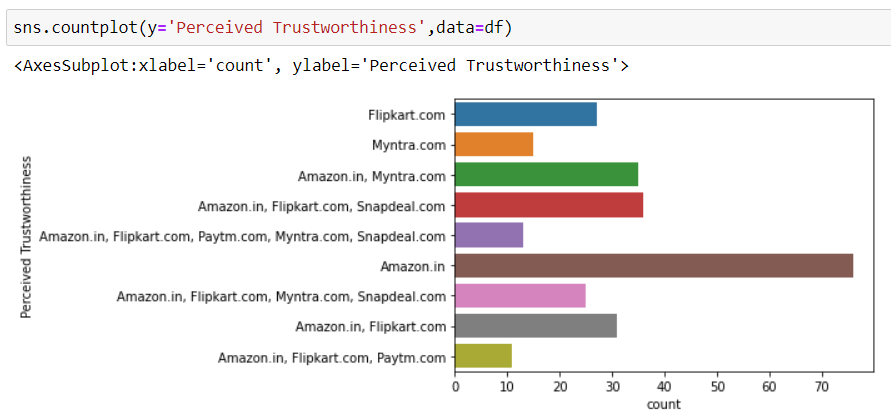 sns.countplot(y='Perceived Trustworthiness',data=df)
<AxesSubplot:xlabel='count', ylabel='Perceived Trustworthiness'>
Perceived Trustworthiness
Flipkart.com
Myntra.com
Amazon.in, Myntra.com
Amazon.in, Flipkart.com, Snapdeal.com
Amazon.in, Flipkart.com, Paytm.com, Myntra.com, Snapdeal.com
Amazon.in
Amazon.in, Flipkart.com, Myntra.com, Snapdeal.com
Amazon.in, Flipkart.com
Amazon.in, Flipkart.com, Paytm.com
0 10 20 30 40 50 60 70
count